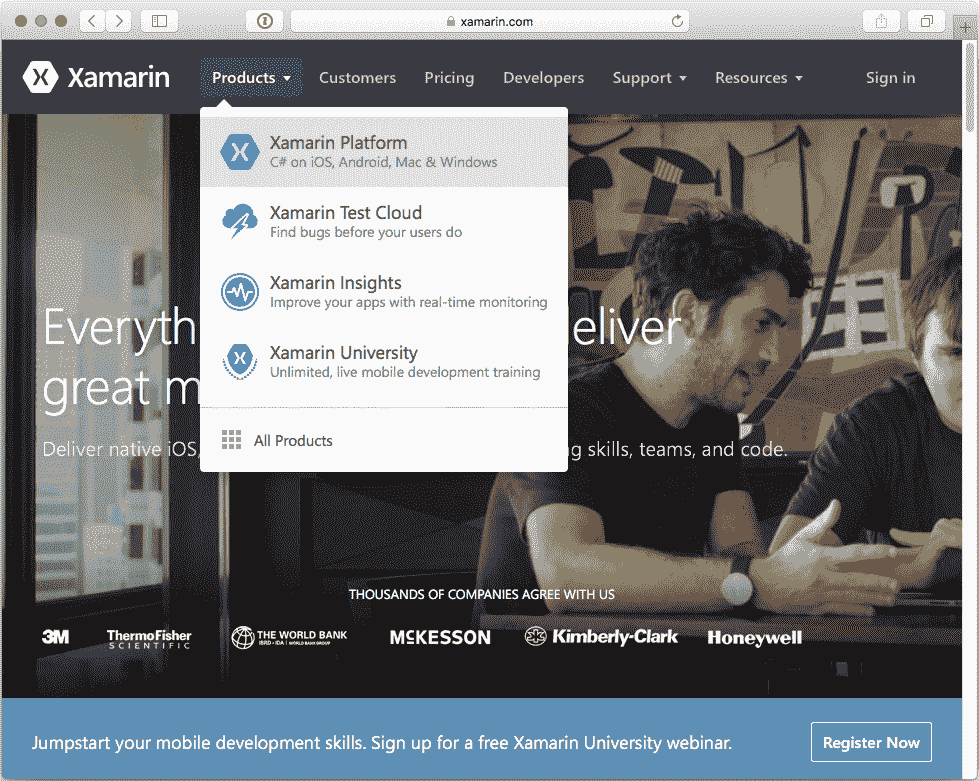 xamarin.com
Xamarin
Products
Customers
Pricing
Developers
Support
Resources
Sign in
Xamarin Platform
C# on iOS, Android, Mac & Windows
Xamarin Test Cloud
Find bugs before your users do
Xamarin Insights
Improve your apps with real-time monitoring
Xamarin University
Unlimited, live mobile development training
All Products
Everyth eliver
great m
Deliver native iOS, g skills, teams, and code.
THOUSANDS OF COMPANIES AGREE WITH US
3M
ThermoFisher
SCIENTIFIC
THE WORLD BANK
IBRD • IDA | WORLD BANK GROUP
MCKESSON
Kimberly-Clark
Honeywell
Jumpstart your mobile development skills. Sign up for a free Xamarin University webinar.
Register Now